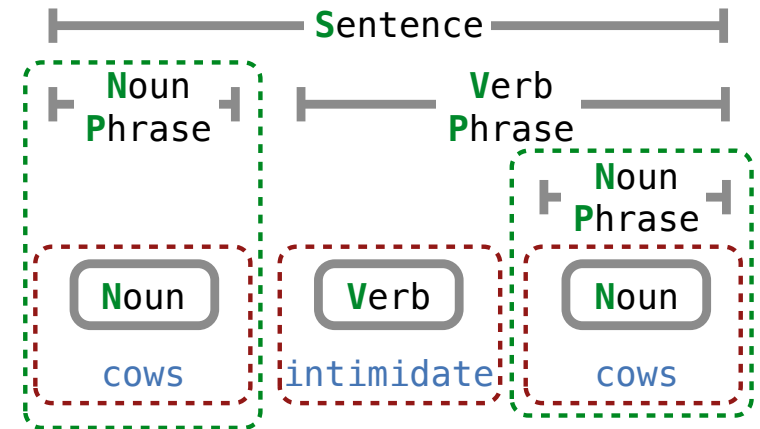 Sentence
Noun Verb
Phrase Phrase
Noun
Phrase
Noun Verb Noun
cows intimidate cows